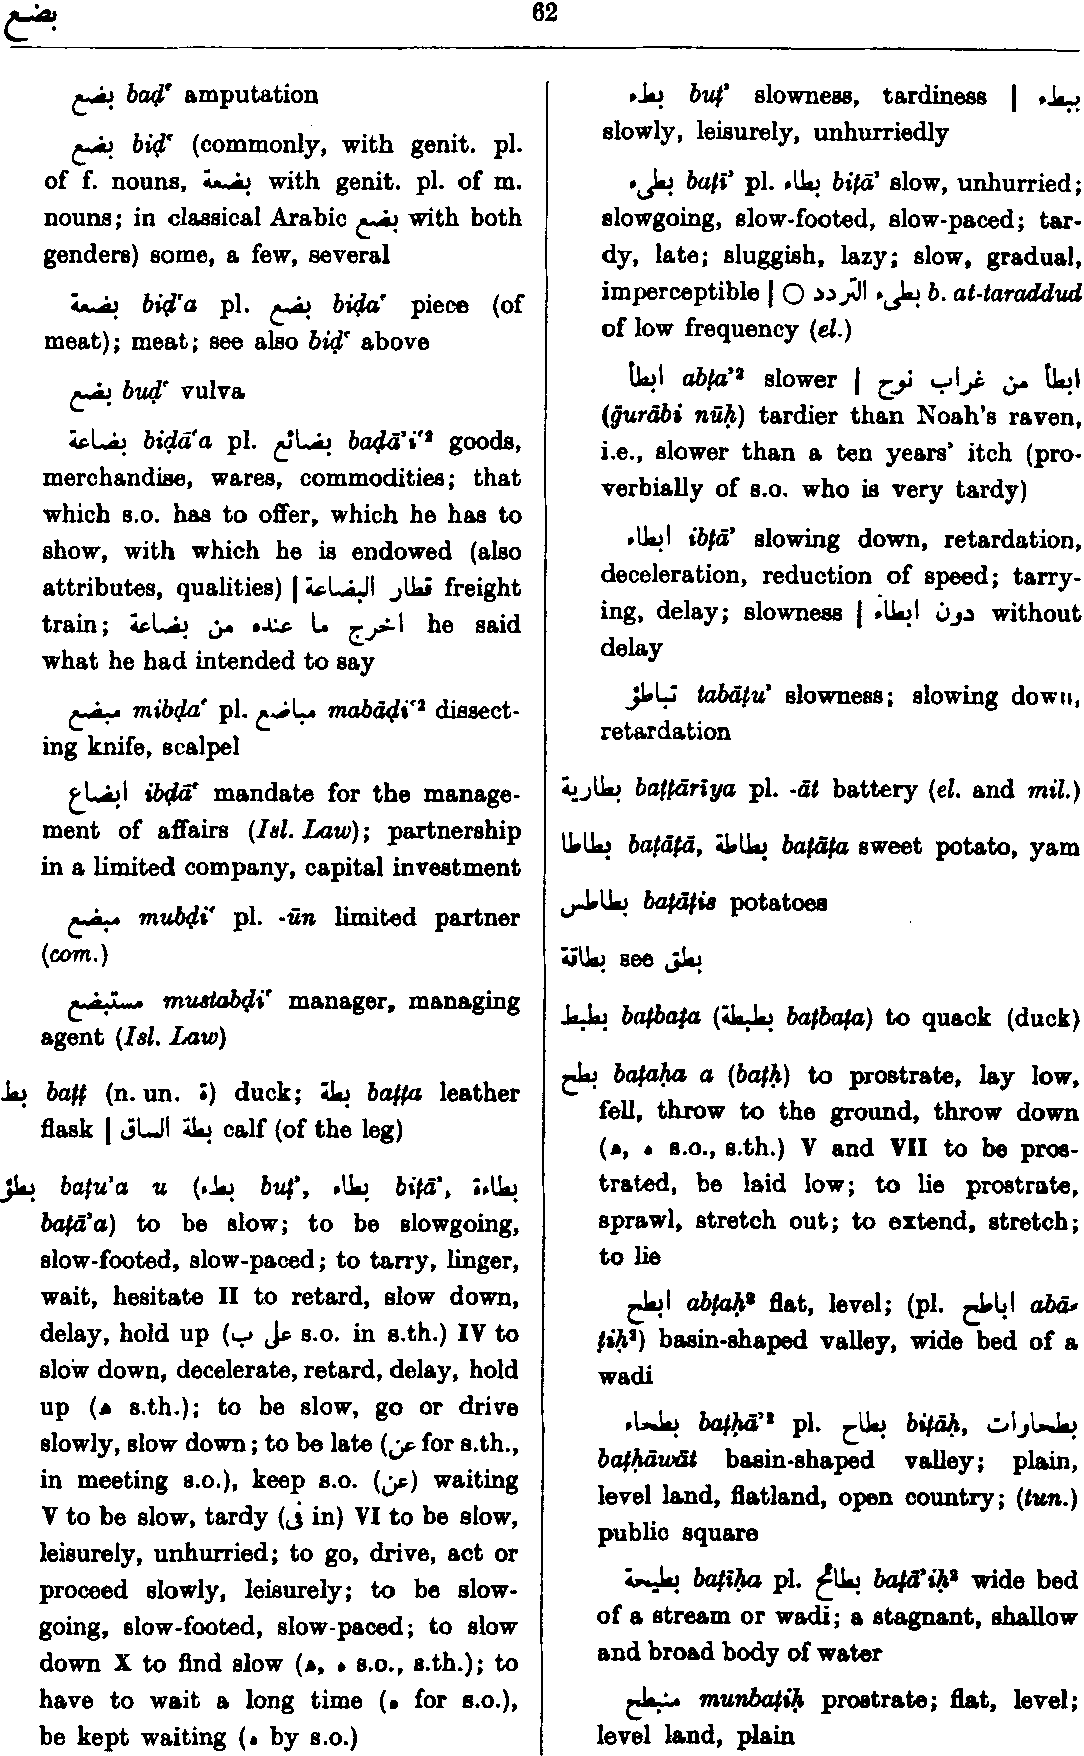 بضع
62
بضع baḍʿ amputation
بضع biḍʿ (commonly, with genit. pl.
of f. nouns, بضعة with genit. pl. of m.
nouns; in classical Arabic بضع with both
genders) some, a few, several
بضعة biḍʿa pl. بضع biḍaʿ piece (of
meat); meat; see also biḍʿ above
بضع buḍʿ vulva
بضاعة biḍāʿa pl. بضائع baḍāʾiʿ² goods,
merchandise, wares, commodities; that
which s.o. has to offer, which he has to
show, with which he is endowed (also
attributes, qualities) | قطار البضاعة freight
train; اخرج ما عنده من بضاعة he said
what he had intended to say
مبضع mibḍaʿ pl. مباضع mabāḍiʿ² dissect-
ing knife, scalpel
ابضاع ibḍāʿ mandate for the manage-
ment of affairs (Isl. Law); partnership
in a limited company, capital investment
مبضع mubḍiʿ pl. -ūn limited partner
(com.)
مستبضع mustabḍiʿ manager, managing
agent (Isl. Law)
بط baṭṭ (n. un. ة) duck; بطة baṭṭa leather
flask | بطة الساق calf (of the leg)
بطؤ baṭuʾa u (بطء buṭʾ, بطاء biṭāʾ, بطاءة
baṭāʾa) to be slow; to be slowgoing,
slow-footed, slow-paced; to tarry, linger,
wait, hesitate II to retard, slow down,
delay, hold up (على ب s.o. in s.th.) IV to
slow down, decelerate, retard, delay, hold
up (ه s.th.); to be slow, go or drive
slowly, slow down; to be late (عن for s.th.,
in meeting s.o.), keep s.o. (عن) waiting
V to be slow, tardy (في in) VI to be slow,
leisurely, unhurried; to go, drive, act or
proceed slowly, leisurely; to be slow-
going, slow-footed, slow-paced; to slow
down X to find slow (ه, ه s.o., s.th.); to
have to wait a long time (ه for s.o.),
be kept waiting (ه by s.o.)
بطء buṭʾ slowness, tardiness | ببطء
slowly, leisurely, unhurriedly
بطيء baṭīʾ pl. بطاء biṭāʾ slow, unhurried;
slowgoing, slow-footed, slow-paced; tar-
dy, late; sluggish, lazy; slow, gradual,
imperceptible | ○ بطيء التردد b. at-taraddud
of low frequency (el.)
ابطأ abṭaʾ² slower | ابطأ من غراب نوح
(ḡurābi nūḥ) tardier than Noah's raven,
i.e., slower than a ten years' itch (pro-
verbially of s.o. who is very tardy)
ابطاء ibṭāʾ slowing down, retardation,
deceleration, reduction of speed; tarry-
ing, delay; slowness | دون ابطاء without
delay
تباطؤ tabāṭuʾ slowness; slowing down,
retardation
بطارية baṭṭārīya pl. -āt battery (el. and mil.)
بطاطا baṭāṭā, بطاطة baṭāṭa sweet potato, yam
بطاطس baṭāṭis potatoes
بطاقة see بطق
بطبط baṭbaṭa (بطبطة baṭbaṭa) to quack (duck)
بطح baṭaḥa a (baṭḥ) to prostrate, lay low,
fell, throw to the ground, throw down
(ه, ه s.o., s.th.) V and VII to be pros-
trated, be laid low; to lie prostrate,
sprawl, stretch out; to extend, stretch;
to lie
ابطح abṭaḥ² flat, level; (pl. اباطح abā-
ṭiḥ²) basin-shaped valley, wide bed of a
wadi
بطحاء baṭḥāʾ² pl. بطاح biṭāḥ, بطحاوات
baṭḥāwāt basin-shaped valley; plain,
level land, flatland, open country; (tun.)
public square
بطيحة baṭīḥa pl. بطائح baṭāʾiḥ² wide bed
of a stream or wadi; a stagnant, shallow
and broad body of water
منبطح munbaṭiḥ prostrate; flat, level;
level land, plain